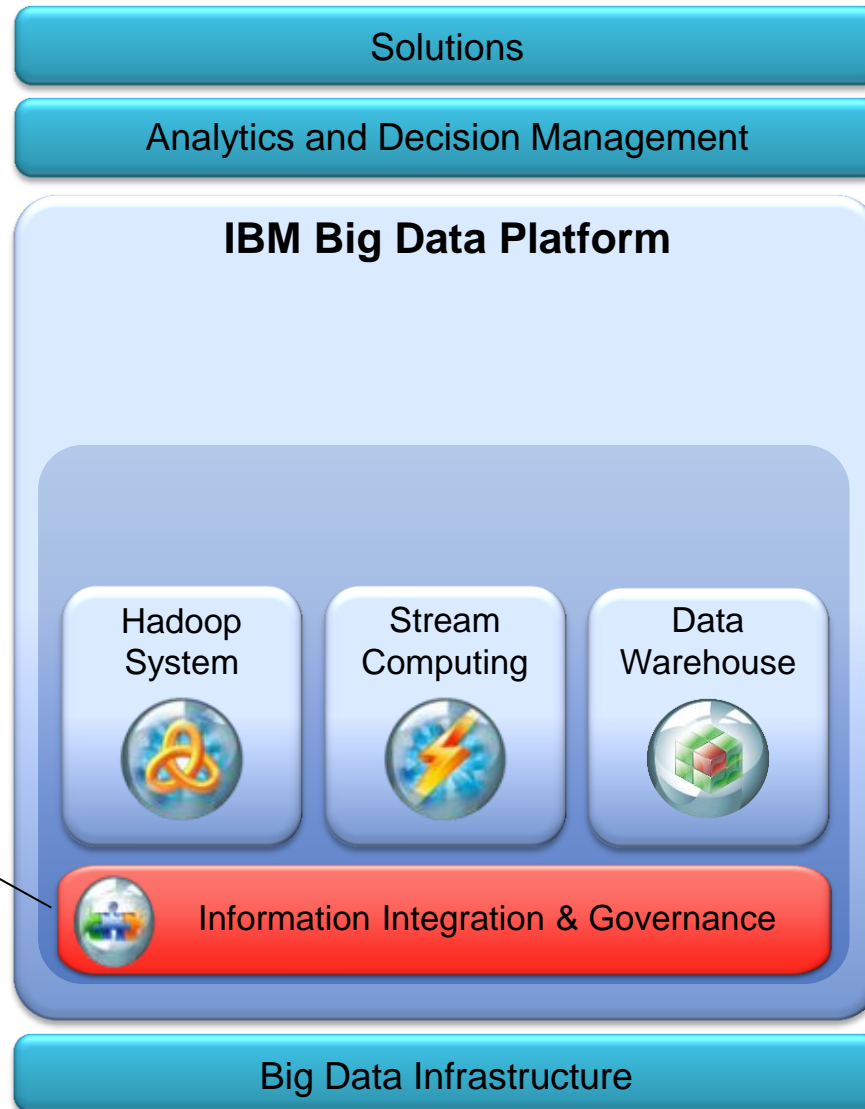 Solutions
Analytics and Decision Management
IBM Big Data Platform
Hadoop
System
Stream
Computing
Data
Warehouse
Information Integration & Governance
Big Data Infrastructure